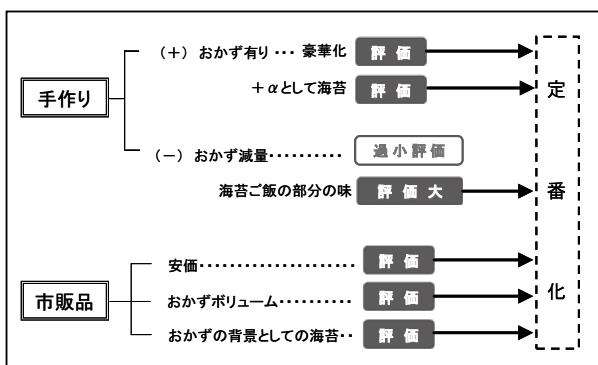 （＋） おかず有り・・・ 豪華化 評 価
＋αとして海苔 評 価
手作り
（－） おかず減量・・・・・・・・・・ 過 小 評 価
海苔ご飯の部分の味 評 価 大
安価・・・・・・・・・・・・・・・・・・・・ 評 価
市販品
おかずボリューム・・・・・・・・・・ 評 価
おかずの背景としての海苔・・ 評 価
定
番
化